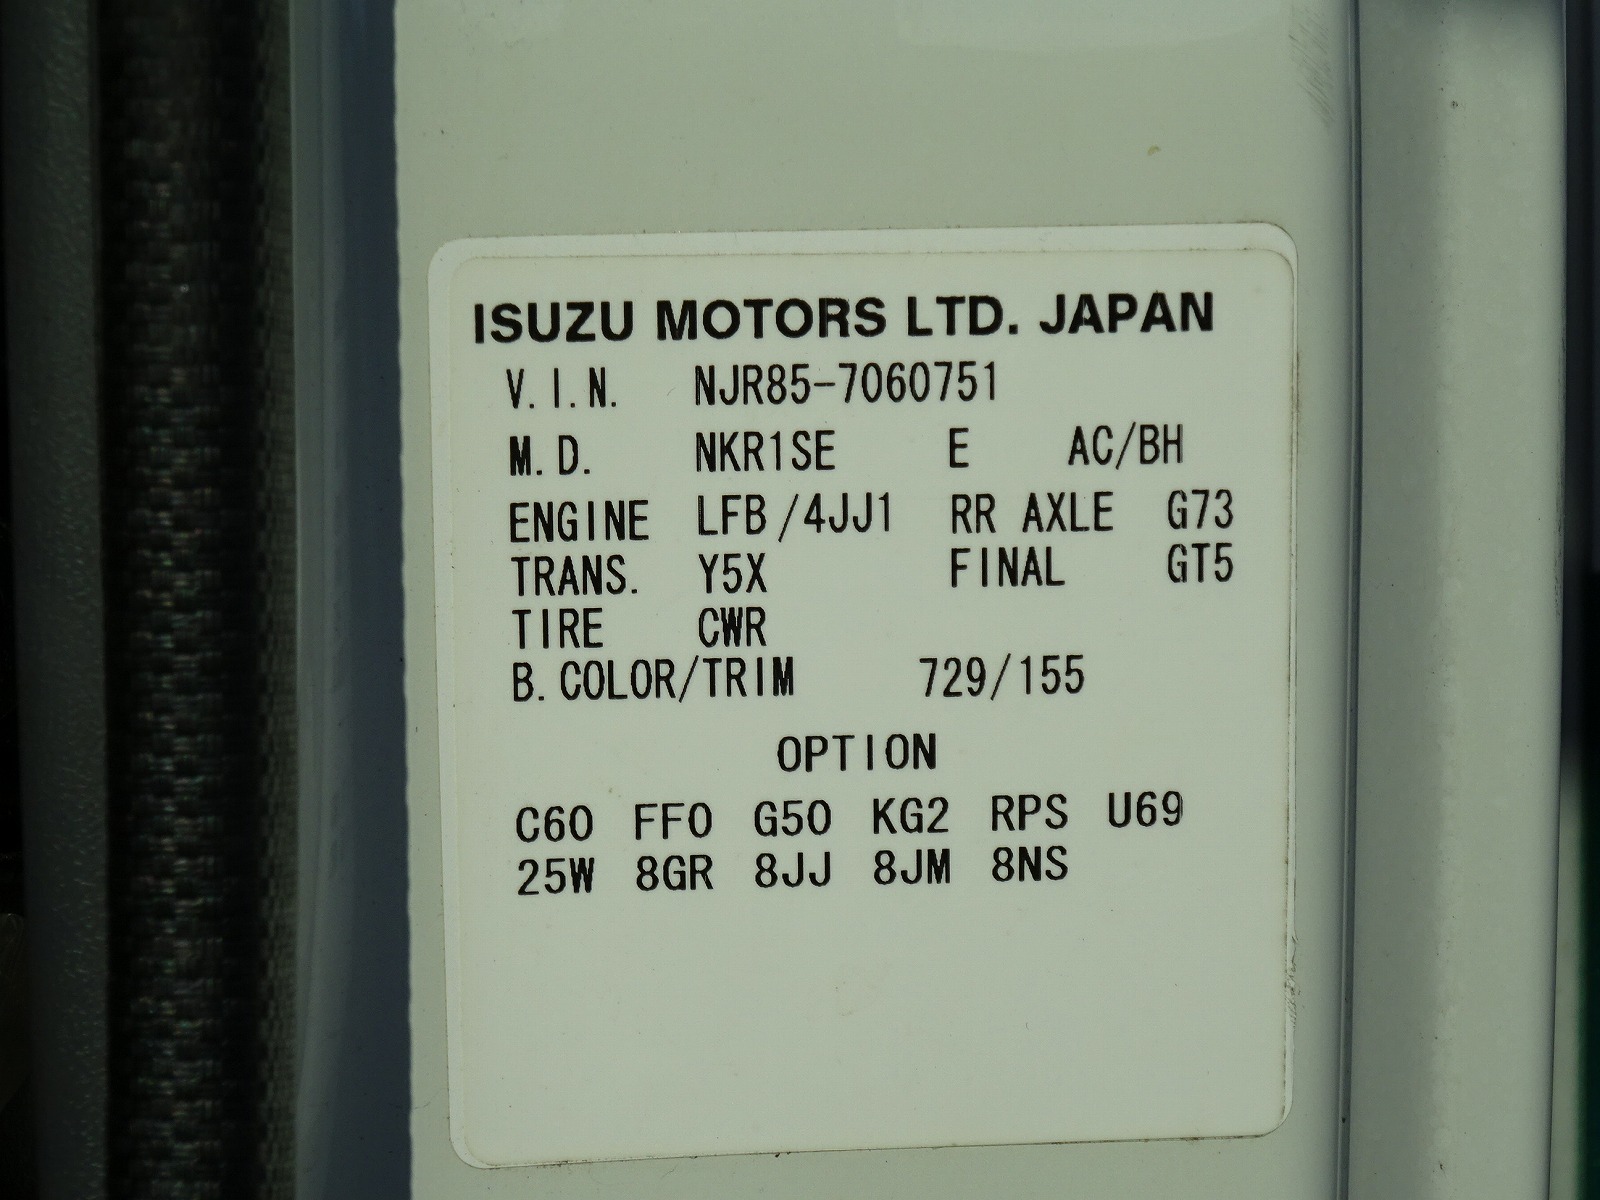 ISUZU MOTORS LTD. JAPAN
V.I.N. NJR85-7060751
M.D. NKR1SE E AC/BH
ENGINE LFB/4JJ1 RR AXLE G73
TRANS. Y5X FINAL GT5
TIRE CWR
B.COLOR/TRIM 729/155
OPTION
C60 FF0 G50 KG2 RPS U69
25W 8GR 8JJ 8JM 8NS